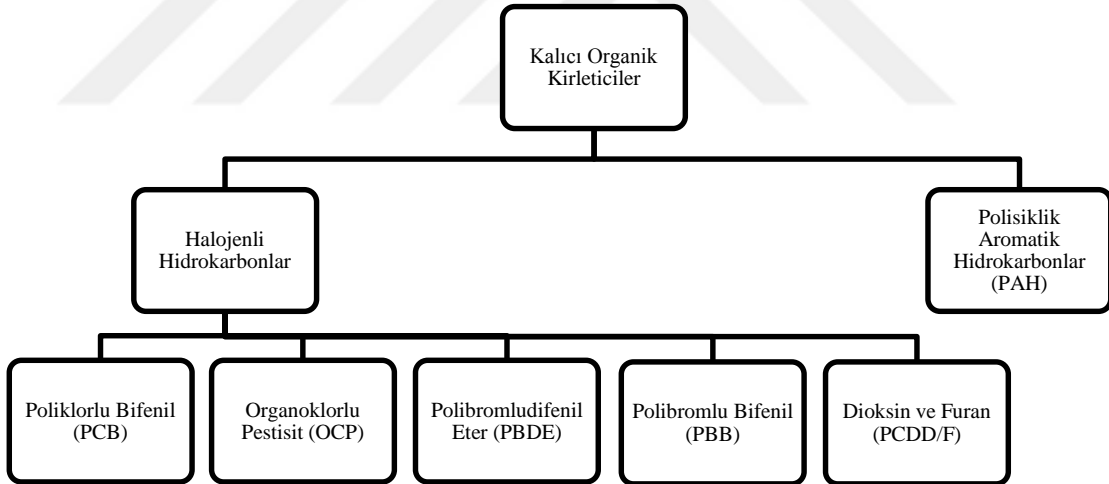 Kalıcı Organik
Kirleticiler
Halojenli
Hidrokarbonlar
Polisiklik
Aromatik
Hidrokarbonlar
(PAH)
Poliklorlu Bifenil
(PCB)
Organoklorlu
Pestisit (OCP)
Polibromludifenil
Eter (PBDE)
Polibromlu Bifenil
(PBB)
Dioksin ve Furan
(PCDD/F)